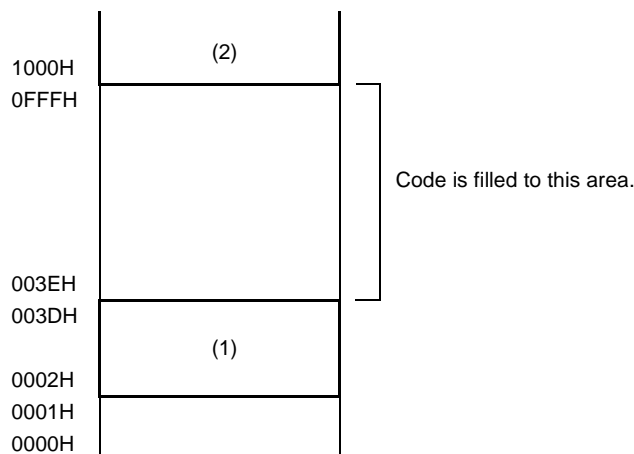 (2)
1000H
0FFFH
Code is filled to this area.
003EH
003DH
(1)
0002H
0001H
0000H